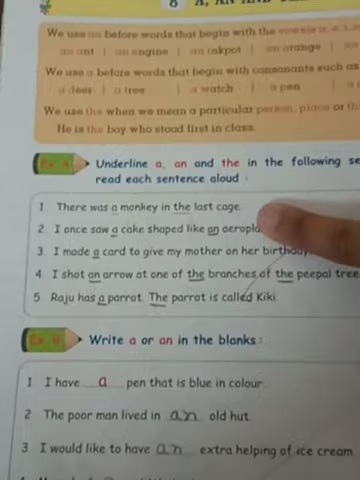 6 A, AN AND
We use an before words that begin with the vowels a, e, i,
an ant | an engine | an inkpot | an orange | an
We use a before words that begin with consonants such as
a deer | a tree | a watch | a pen | a
We use the when we mean a particular person, place or
He is the boy who stood first in class.
Ex. A Underline a, an and the in the following
read each sentence aloud :
1 There was a monkey in the last cage.
2 I once saw a cake shaped like an
3 I made a card to give my mother on her birthday.
4 I shot an arrow at one of the branches of the peepal tree
5 Raju has a parrot. The parrot is called Kiki.
Ex. B Write a or an in the blanks :
1 I have a pen that is blue in colour.
2 The poor man lived in an old hut.
3 I would like to have an extra helping of ice cream.